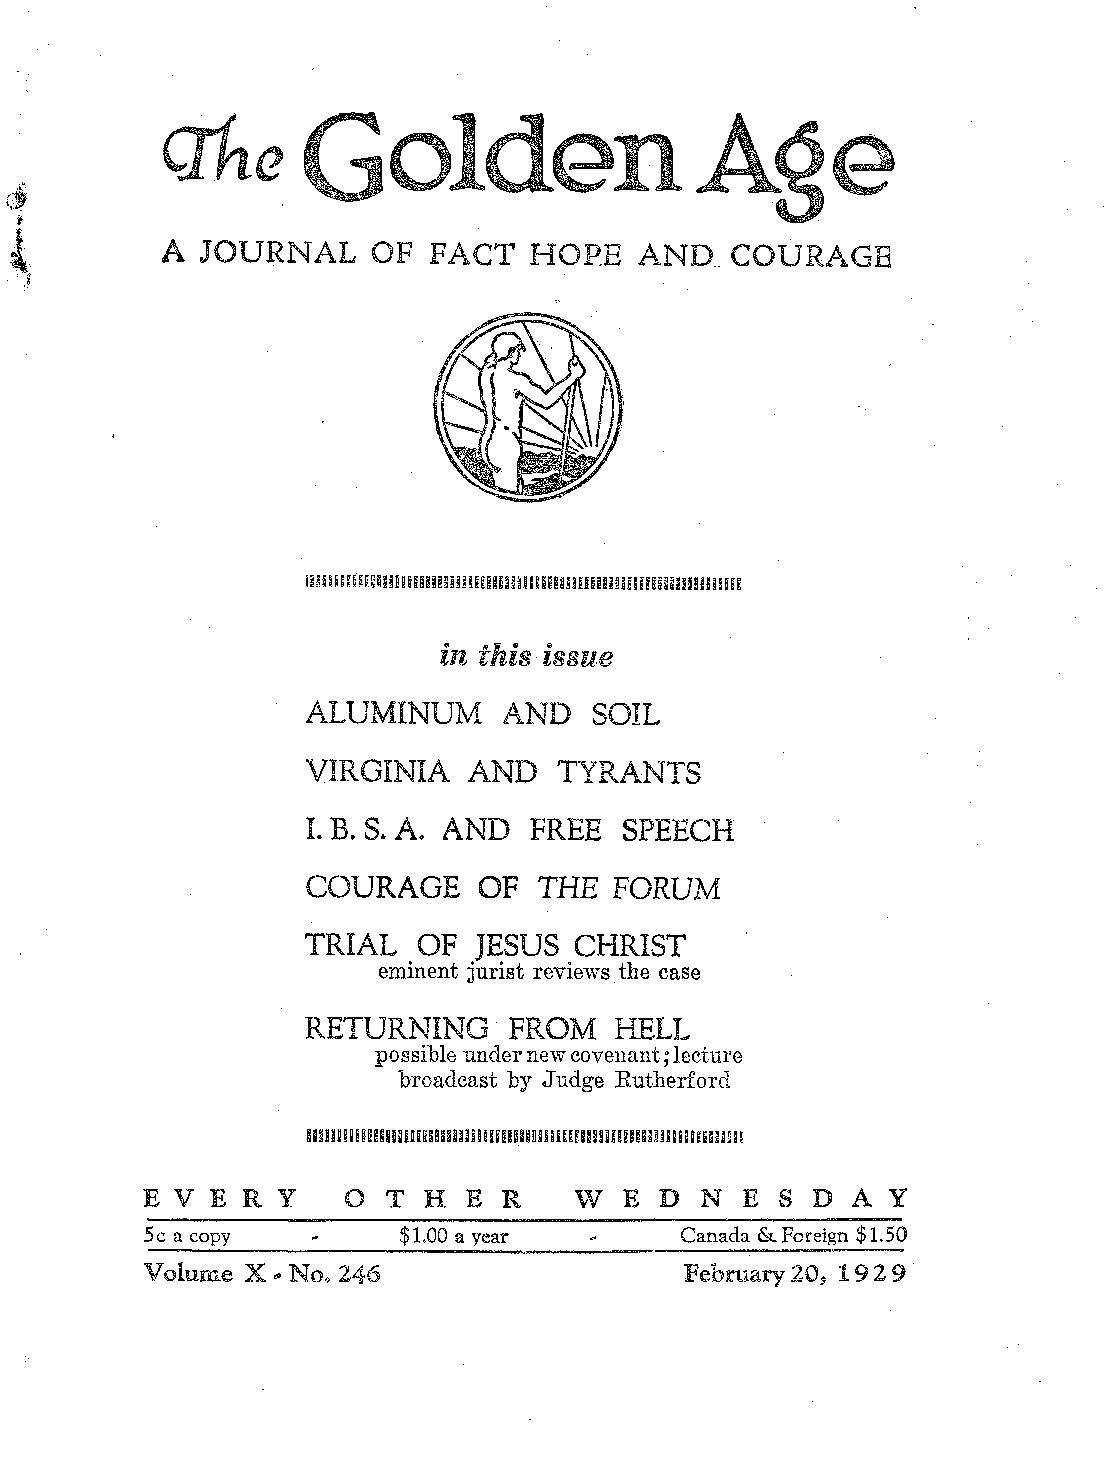 The Golden Age
A JOURNAL OF FACT HOPE AND COURAGE
in this issue
ALUMINUM AND SOIL
VIRGINIA AND TYRANTS
I. B. S. A. AND FREE SPEECH
COURAGE OF THE FORUM
TRIAL OF JESUS CHRIST
eminent jurist reviews the case
RETURNING FROM HELL
possible under new covenant; lecture
broadcast by Judge Rutherford
EVERY OTHER WEDNESDAY
5c a copy - $1.00 a year - Canada & Foreign $1.50
Volume X - No. 246 February 20, 1929